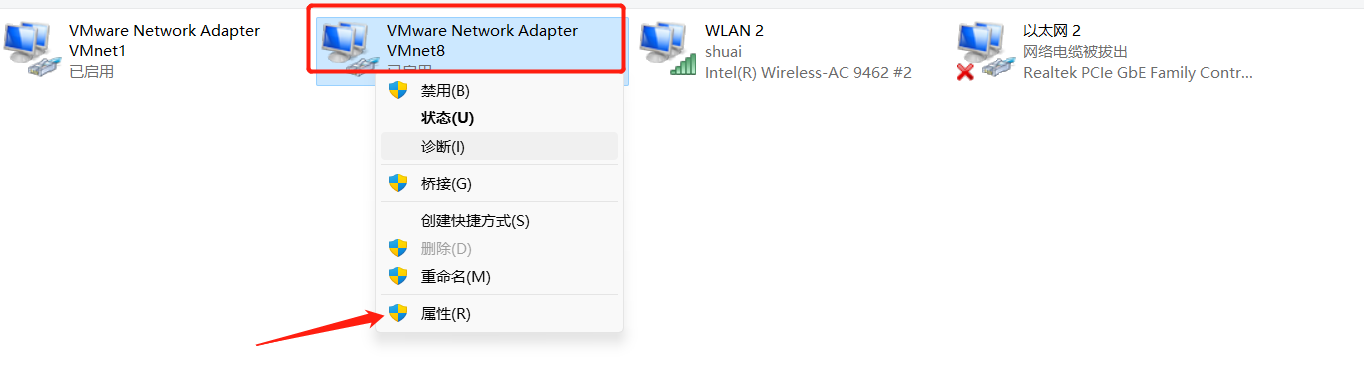 VMware Network Adapter
VMnet1
已启用
VMware Network Adapter
VMnet8
已启用
WLAN 2
shuai
Intel(R) Wireless-AC 9462 #2
以太网 2
网络电缆被拔出
Realtek PCIe GbE Family Contr...
禁用(B)
状态(U)
诊断(I)
桥接(G)
创建快捷方式(S)
删除(D)
重命名(M)
属性(R)